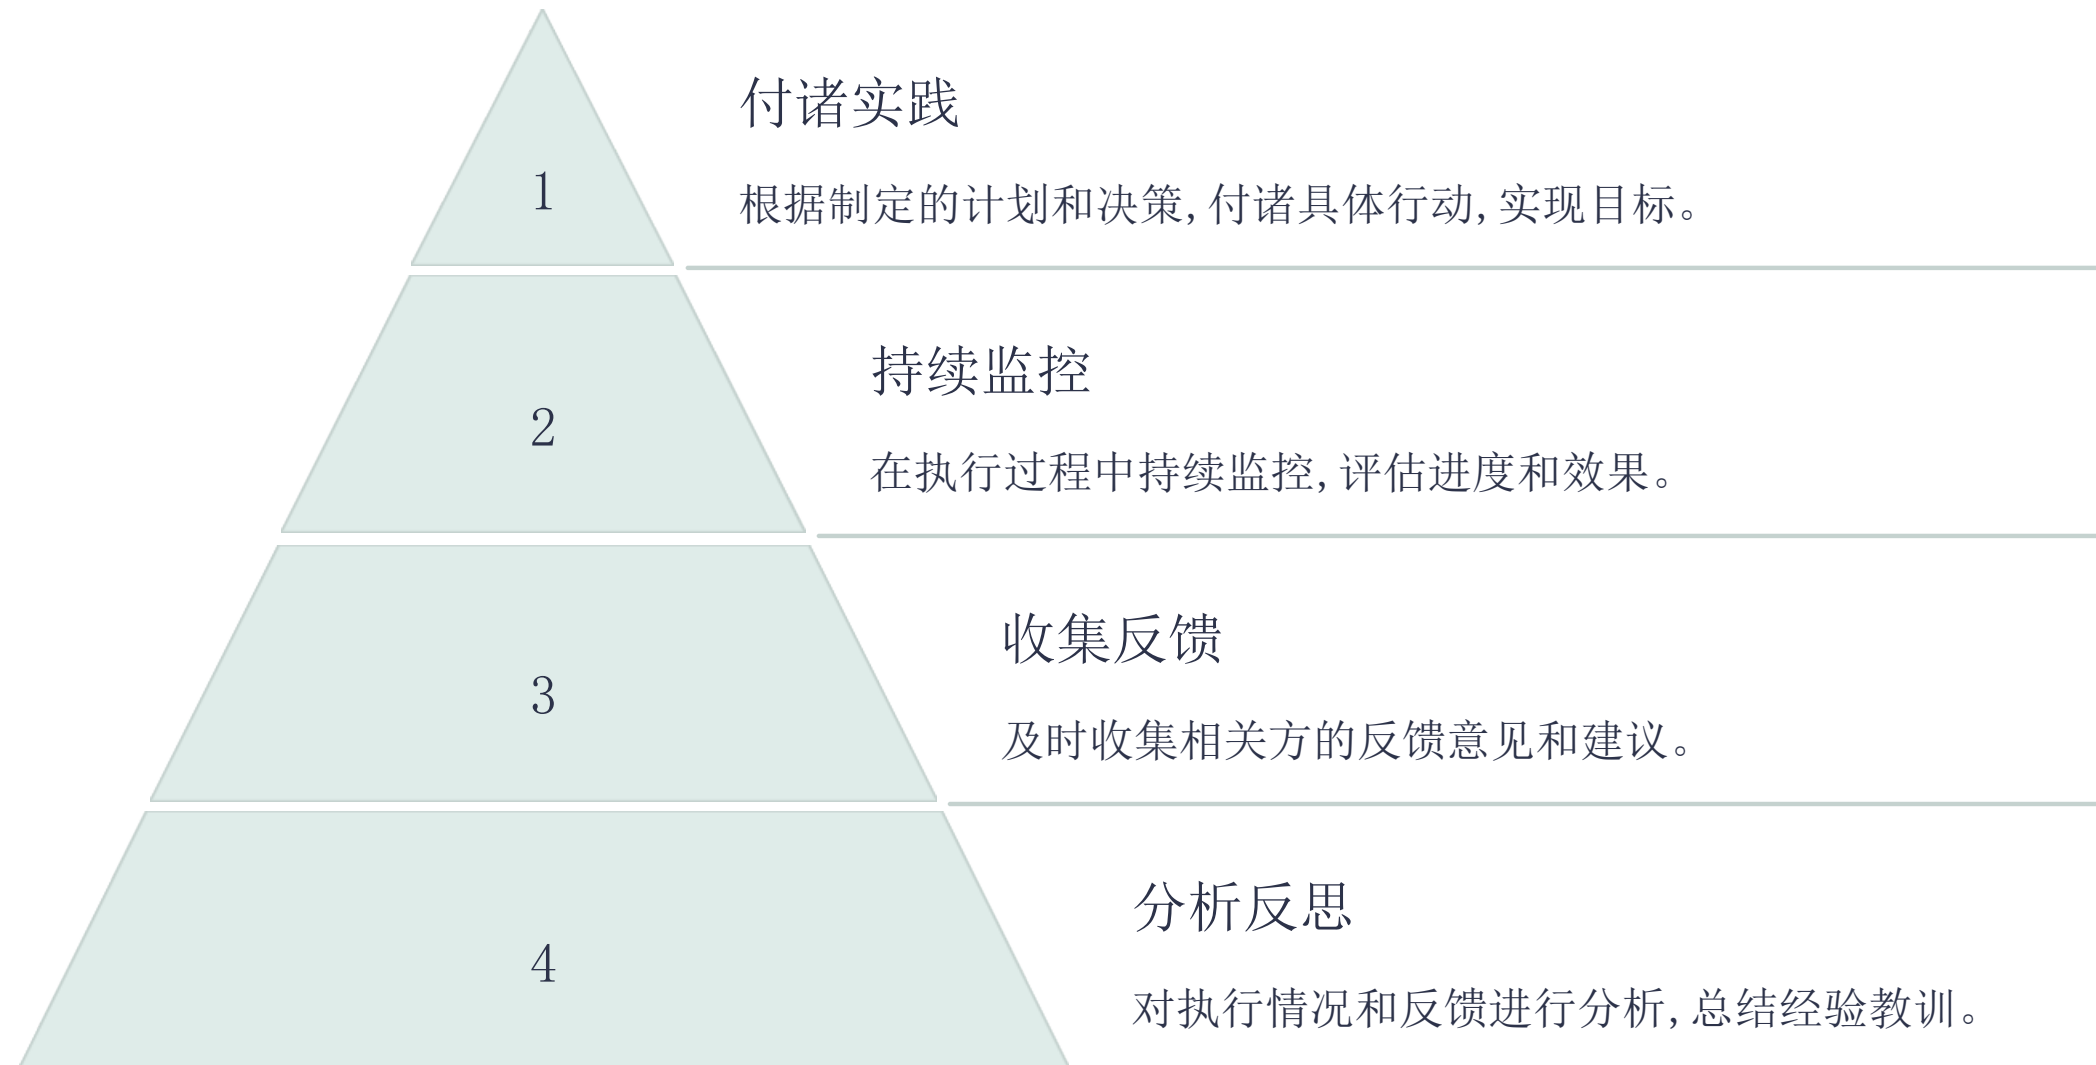 付诸实践
1
根据制定的计划和决策,付诸具体行动,实现目标。
持续监控
2
在执行过程中持续监控,评估进度和效果。
收集反馈
3
及时收集相关方的反馈意见和建议。
分析反思
4
对执行情况和反馈进行分析,总结经验教训。